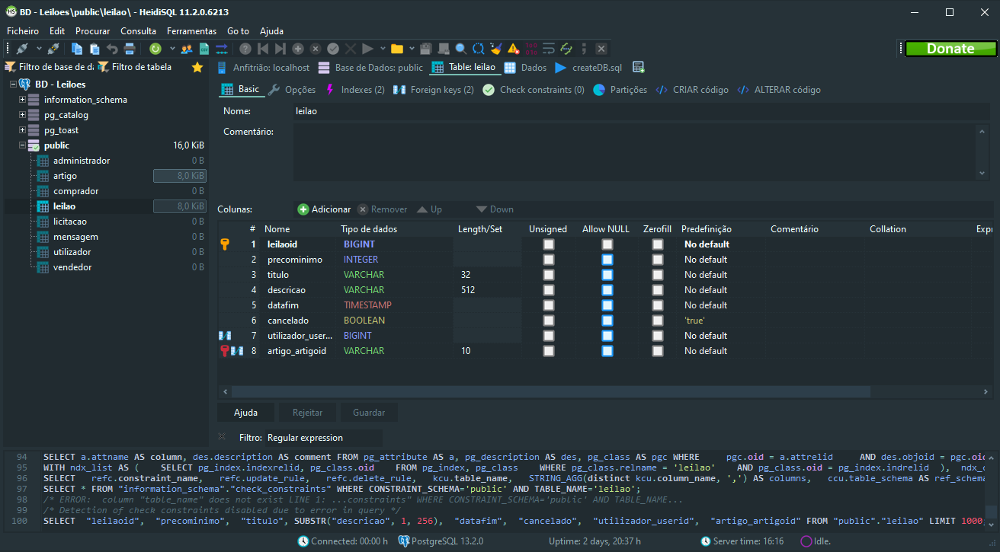 BD - Leiloes\public\leilao\ - HeidiSQL 11.2.0.6213
Ficheiro Edit Procurar Consulta Ferramentas Go to Ajuda
Donate
Filtro de base de da Filtro de tabela
Anfitrião: localhost Base de Dados: public Table: leilao Dados createDB.sql
BD - Leiloes
information_schema
pg_catalog
pg_toast
public 16,0 KiB
administrador 0 B
artigo 8,0 KiB
comprador 0 B
leilao 8,0 KiB
licitacao 0 B
mensagem 0 B
utilizador 0 B
vendedor 0 B
Basic Opções Indexes (2) Foreign keys (2) Check constraints (0) Partições CRIAR código ALTERAR código
Nome: leilao
Comentário:
Colunas: Adicionar Remover Up Down
# Nome Tipo de dados Length/Set Unsigned Allow NULL Zerofill Predefinição Comentário Collation Expr
1 leilaoid BIGINT No default
2 precominimo INTEGER No default
3 titulo VARCHAR 32 No default
4 descricao VARCHAR 512 No default
5 datafim TIMESTAMP No default
6 cancelado BOOLEAN 'true'
7 utilizador_user... BIGINT No default
8 artigo_artigoid VARCHAR 10 No default
Ajuda Rejeitar Guardar
Filtro: Regular expression
94 SELECT a.attname AS column, des.description AS comment FROM pg_attribute AS a, pg_description AS des, pg_class AS pgc WHERE pgc.oid = a.attrelid AND des.objoid = pgc.oid
95 WITH ndx_list AS ( SELECT pg_index.indexrelid, pg_class.oid FROM pg_index, pg_class WHERE pg_class.relname = 'leilao' AND pg_class.oid = pg_index.indrelid ), ndx_c
96 SELECT refc.constraint_name, refc.update_rule, refc.delete_rule, kcu.table_name, STRING_AGG(distinct kcu.column_name, ',') AS columns, ccu.table_schema AS ref_schema
97 SELECT * FROM "information_schema"."check_constraints" WHERE CONSTRAINT_SCHEMA='public' AND TABLE_NAME='leilao';
98 /* ERROR: column "table_name" does not exist LINE 1: ...constraints" WHERE CONSTRAINT_SCHEMA='public' AND TABLE_NAME...
99 /* Detection of check constraints disabled due to error in query */
100 SELECT "leilaoid", "precominimo", "titulo", SUBSTR("descricao", 1, 256), "datafim", "cancelado", "utilizador_userid", "artigo_artigoid" FROM "public"."leilao" LIMIT 1000
Connected: 00:00 h PostgreSQL 13.2.0 Uptime: 2 days, 20:37 h Server time: 16:16 Idle.